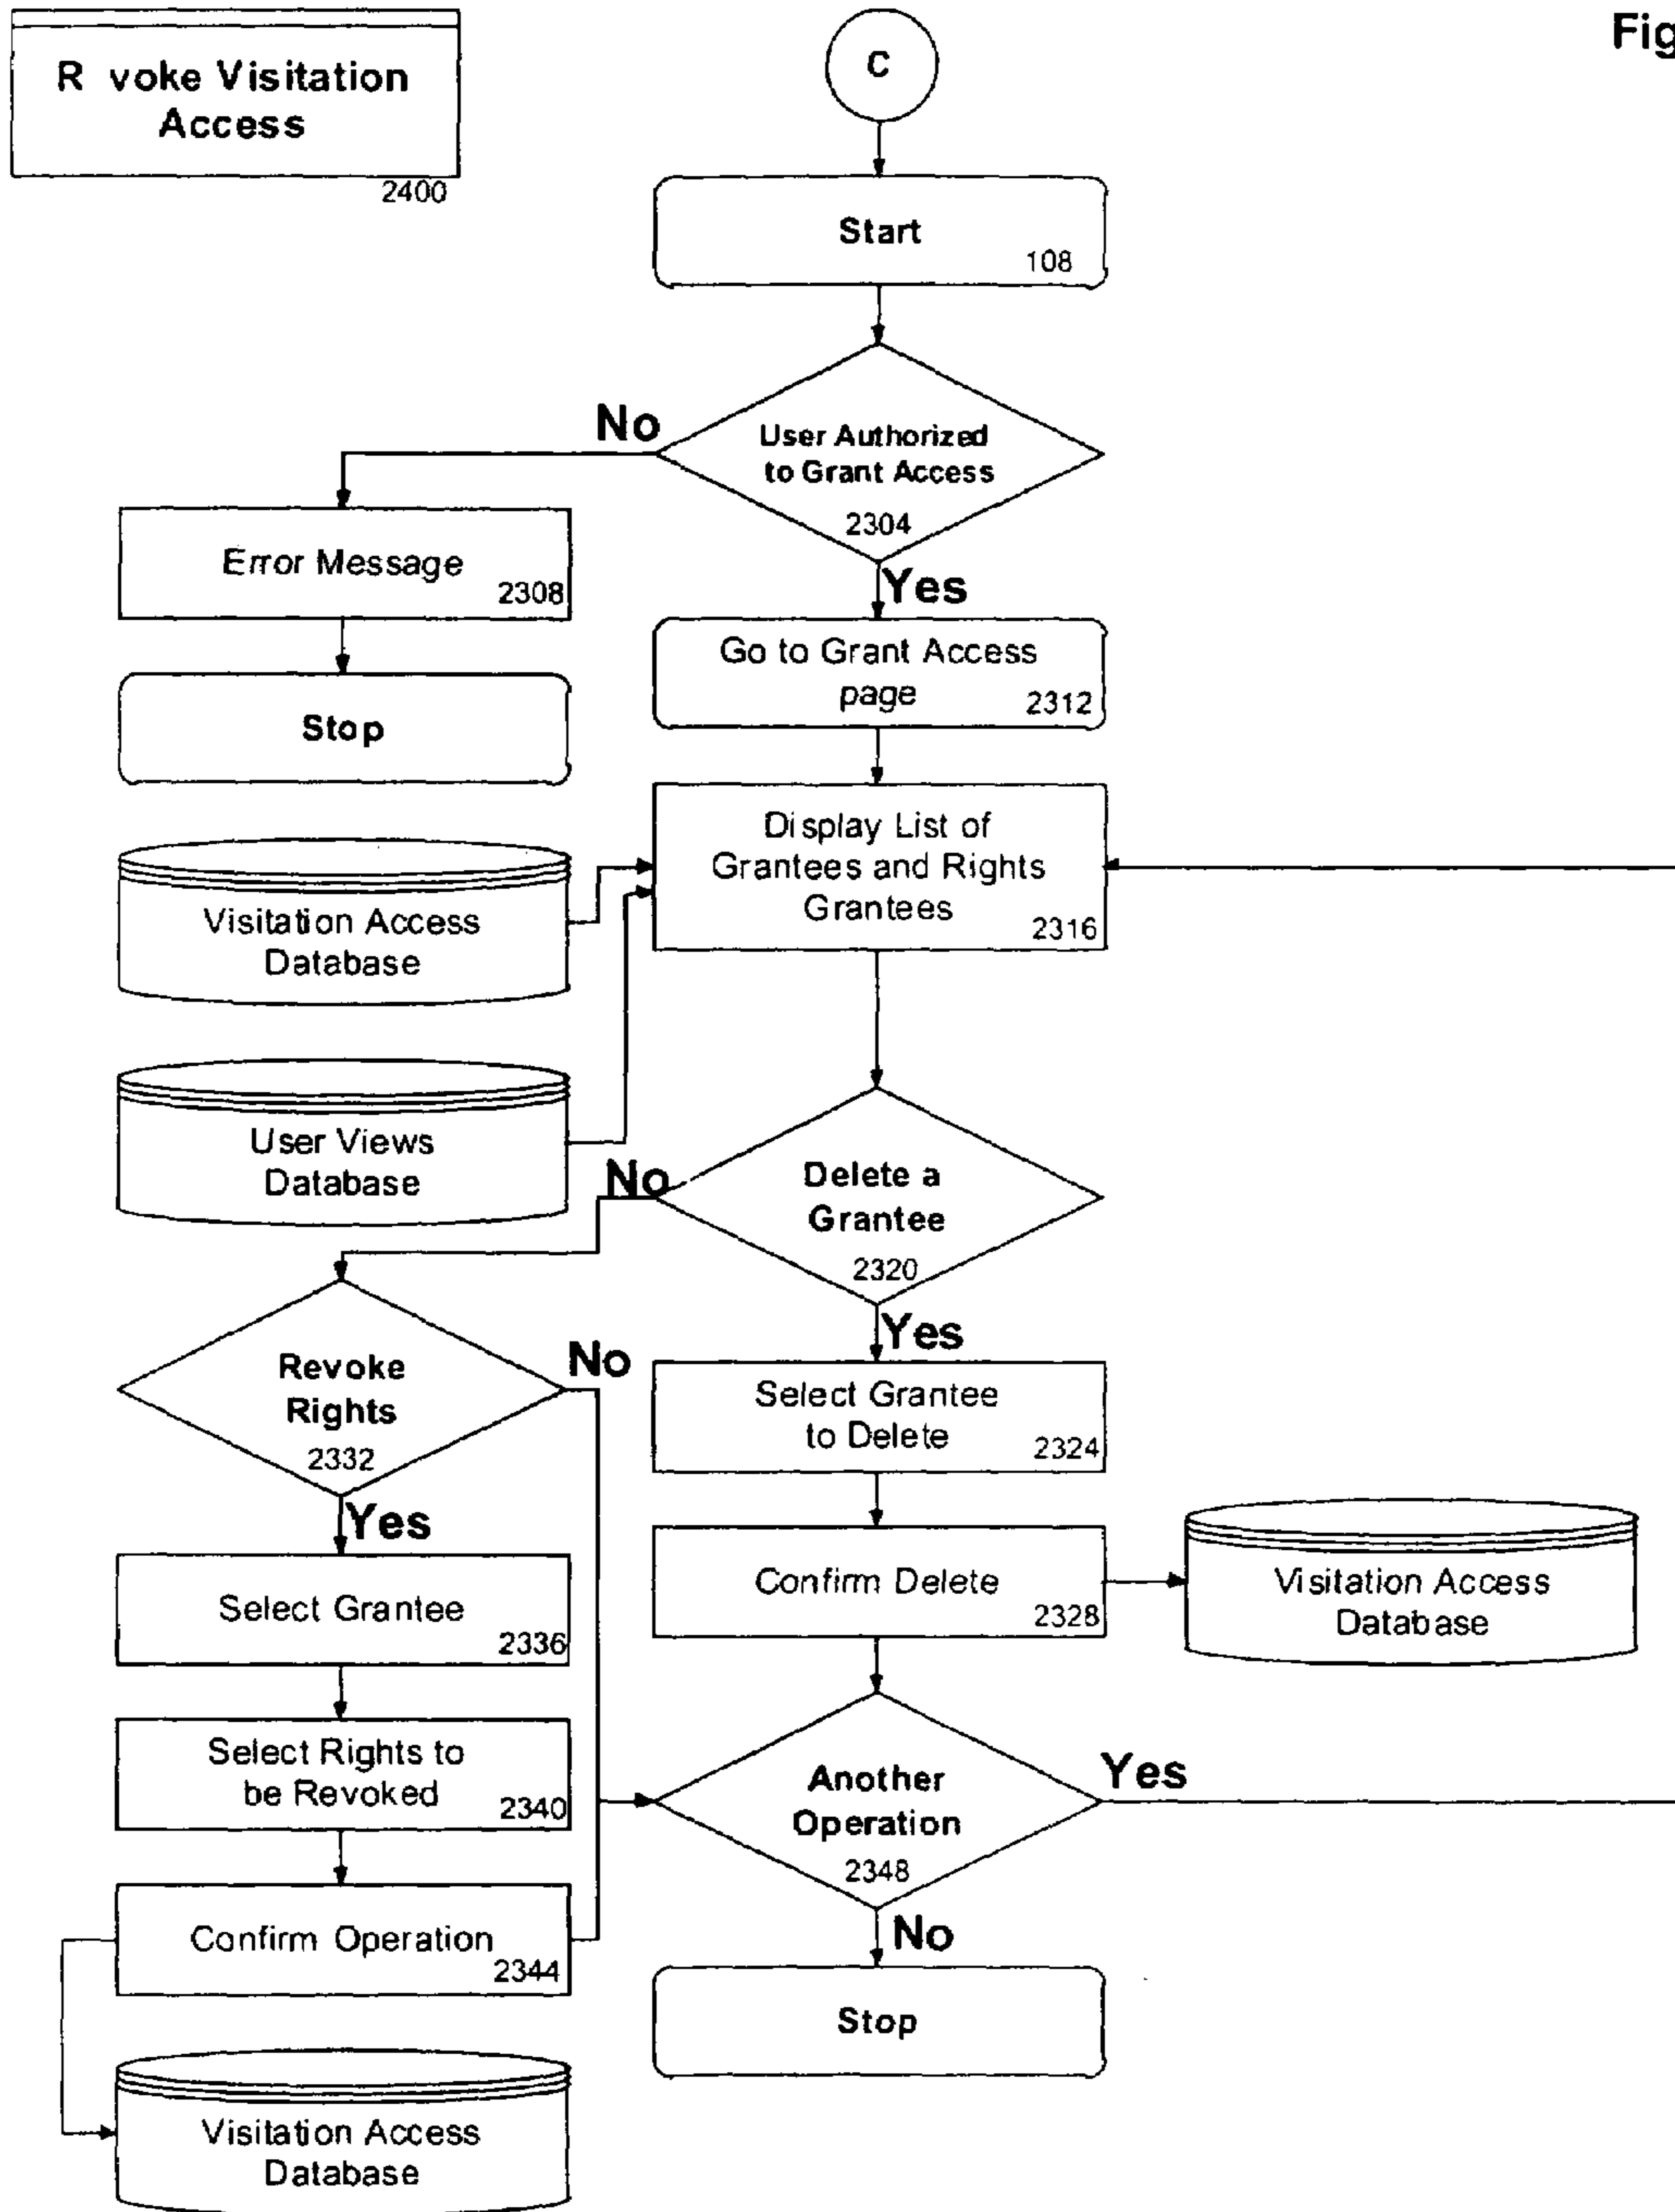 R voke Visitation
Access
2400
C
Fig
Start
108
No
User Authorized
to Grant Access
2304
Error Message
2308
Yes
Go to Grant Access
page
2312
Stop
Display List of
Grantees and Rights
Grantees
2316
Visitation Access
Database
User Views
Database
No
Delete a
Grantee
2320
Yes
Revoke
Rights
2332
No
Select Grantee
to Delete
2324
Yes
Select Grantee
2336
Confirm Delete
2328
Visitation Access
Database
Select Rights to
be Revoked
2340
Another
Operation
2348
Yes
Confirm Operation
2344
No
Stop
Visitation Access
Database